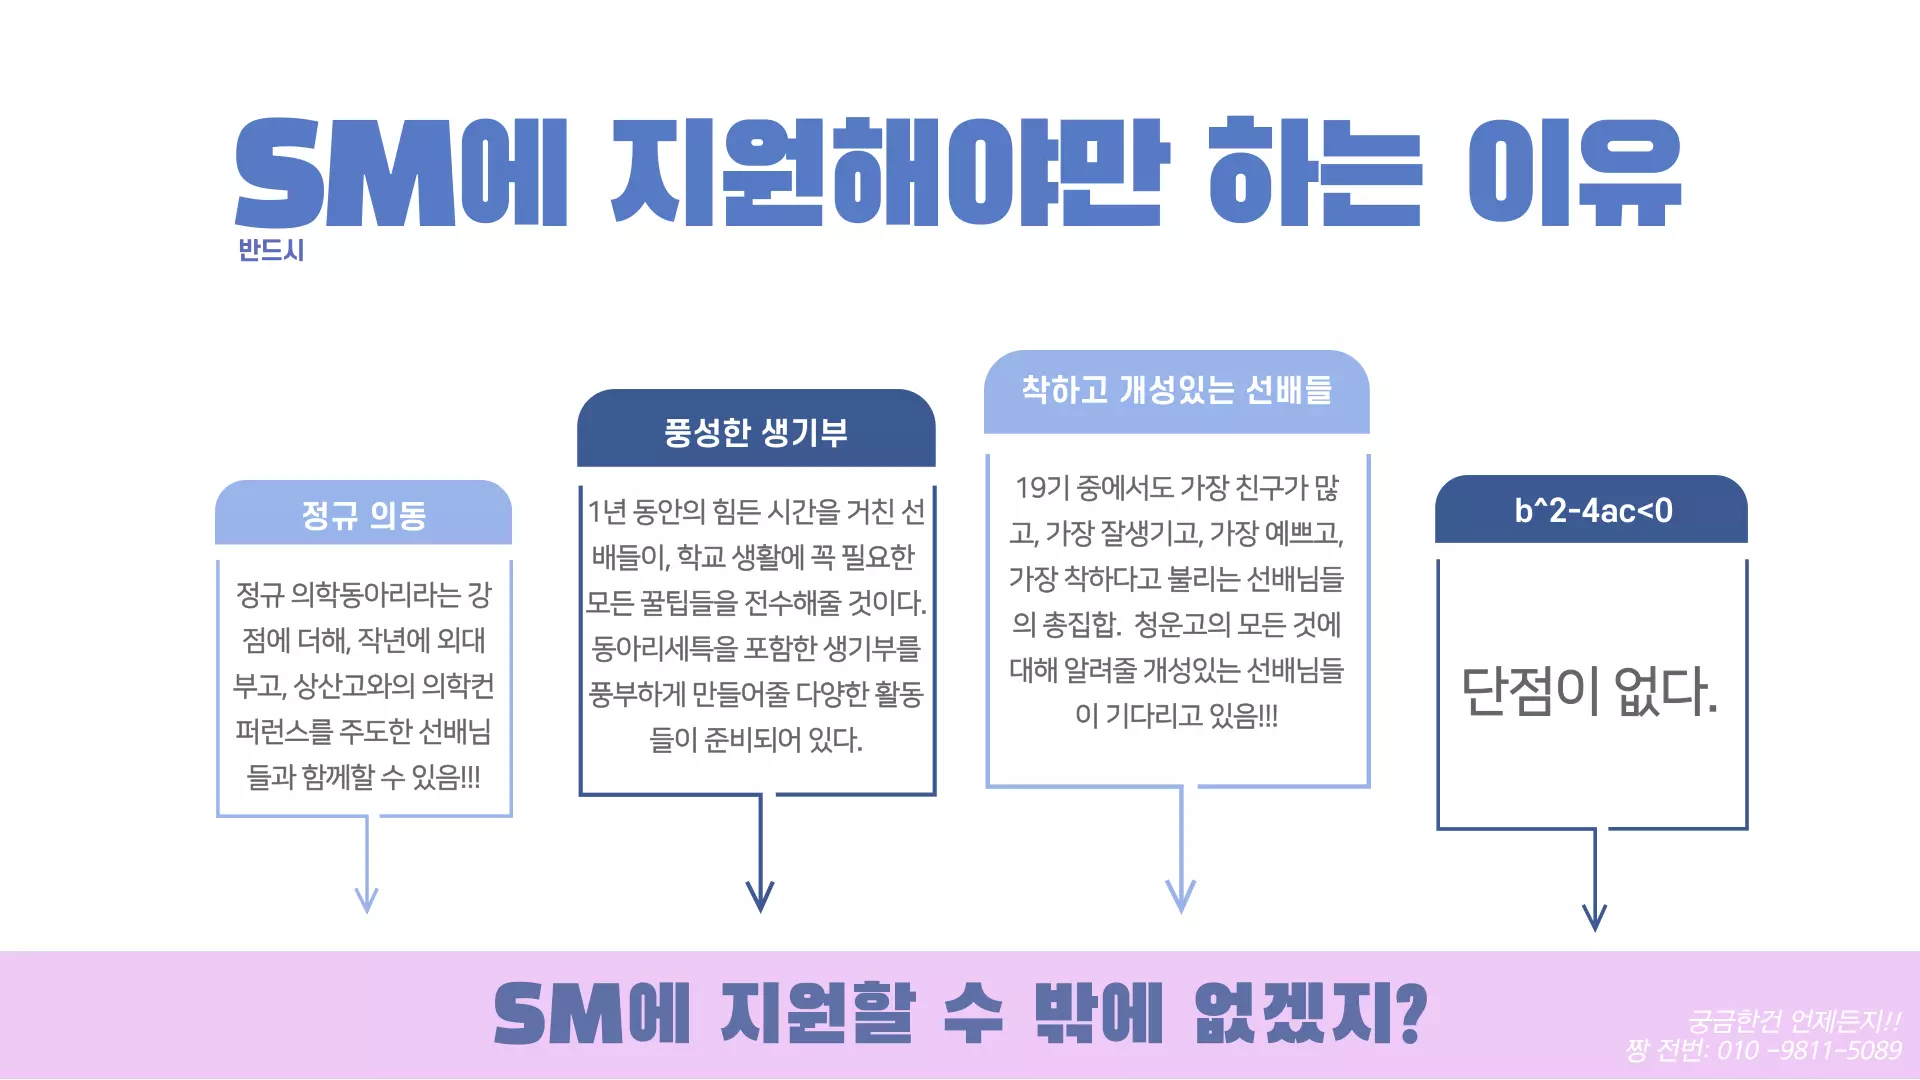 SM에 지원해야만 하는 이유
반드시
정규 의동
정규 의학동아리라는 강
점에 더해, 작년에 외대
부고, 상산고와의 의학컨
퍼런스를 주도한 선배님
들과 함께할 수 있음!!!
풍성한 생기부
1년 동안의 힘든 시간을 거친 선
배들이, 학교 생활에 꼭 필요한
모든 꿀팁들을 전수해줄 것이다.
동아리세특을 포함한 생기부를
풍부하게 만들어줄 다양한 활동
들이 준비되어 있다.
착하고 개성있는 선배들
19기 중에서도 가장 친구가 많
고, 가장 잘생기고, 가장 예쁘고,
가장 착하다고 불리는 선배님들
의 총집합. 청운고의 모든 것에
대해 알려줄 개성있는 선배님들
이 기다리고 있음!!!
b^2-4ac<0
단점이 없다.
SM에 지원할 수 밖에 없겠지?
궁금한건 언제든지!!
짱 전번: 010 -9811-5089